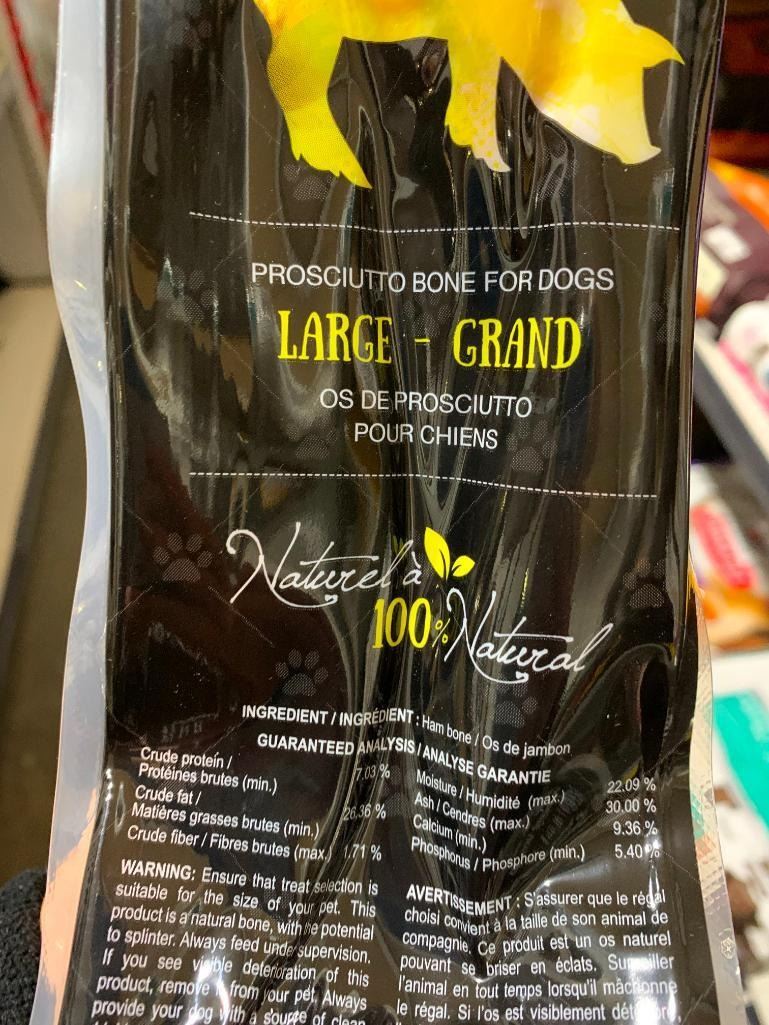 PROSCIUTTO BONE FOR DOGS
LARGE - GRAND
OS DE PROSCIUTTO
POUR CHIENS
Naturel à
100% Natural
INGREDIENT / INGRÉDIENT : Ham bone / Os de jambon
GUARANTEED ANALYSIS / ANALYSE GARANTIE
Crude protein /
Protéines brutes (min.) 7.03 %
Crude fat /
Matières grasses brutes (min.) 26.36 %
Crude fiber / Fibres brutes (max.) 1.71 %
Moisture / Humidité (max.) 22.09 %
Ash / Cendres (max.) 30.00 %
Calcium (min.) 9.36 %
Phosphorus / Phosphore (min.) 5.40 %
WARNING: Ensure that treat selection is
suitable for the size of your pet. This
product is a natural bone, with the potential
to splinter. Always feed under supervision.
If you see visible deterioration of this
product, remove it from your pet. Always
provide your dog with a source of clean
AVERTISSEMENT : S'assurer que le régal
choisi convient à la taille de son animal de
compagnie. Ce produit est un os naturel
pouvant se briser en éclats. Surveiller
l'animal en tout temps lorsqu'il mâchonne
le régal. Si l'os est visiblement